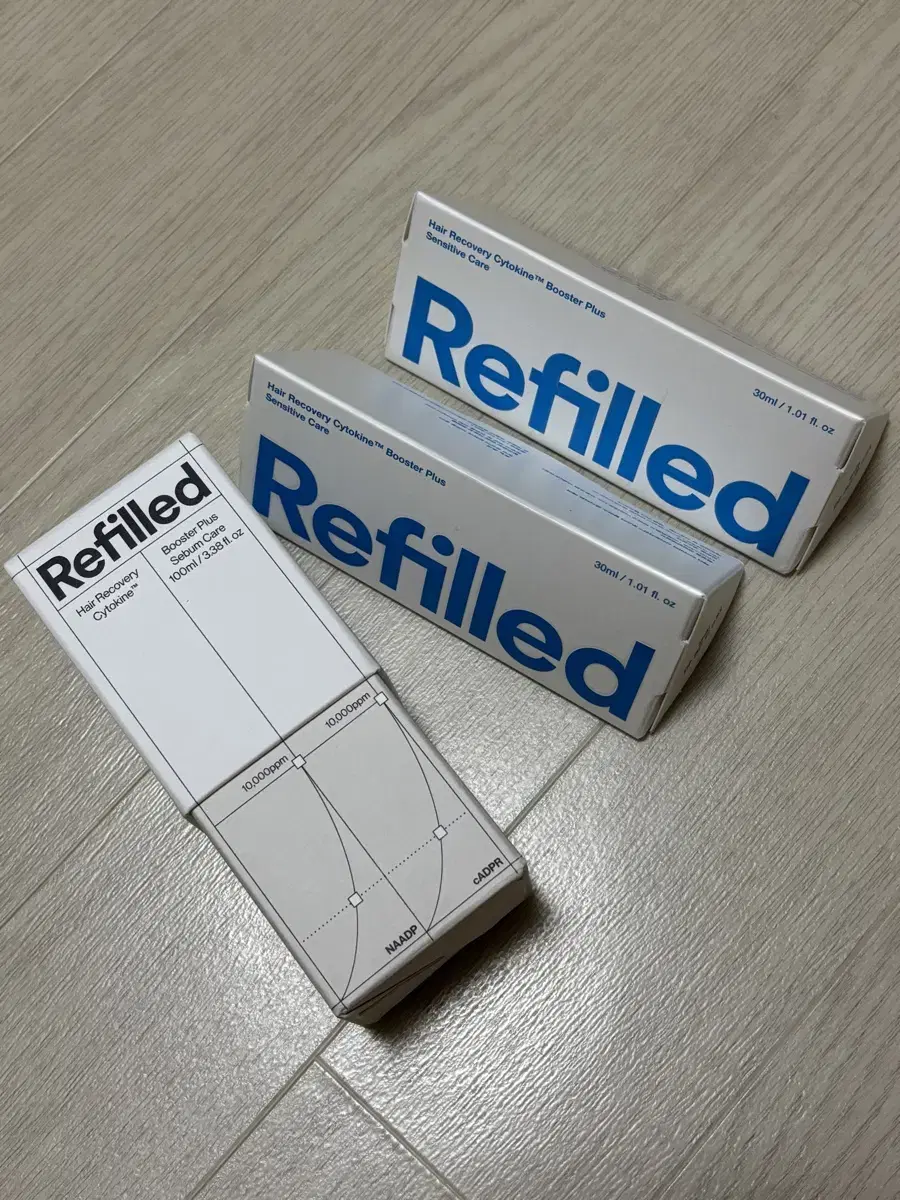 Hair Recovery Cytokine™ Booster Plus
Sensitive Care
Refilled
30ml / 1.01 fl. oz
Hair Recovery Cytokine™ Booster Plus
Sensitive Care
Refilled
30ml / 1.01 fl. oz
Refilled
Hair Recovery
Cytokine™
Booster Plus
Sebum Care
100ml / 3.38 fl. oz
10,000ppm
10,000ppm
NAADP
cADPR